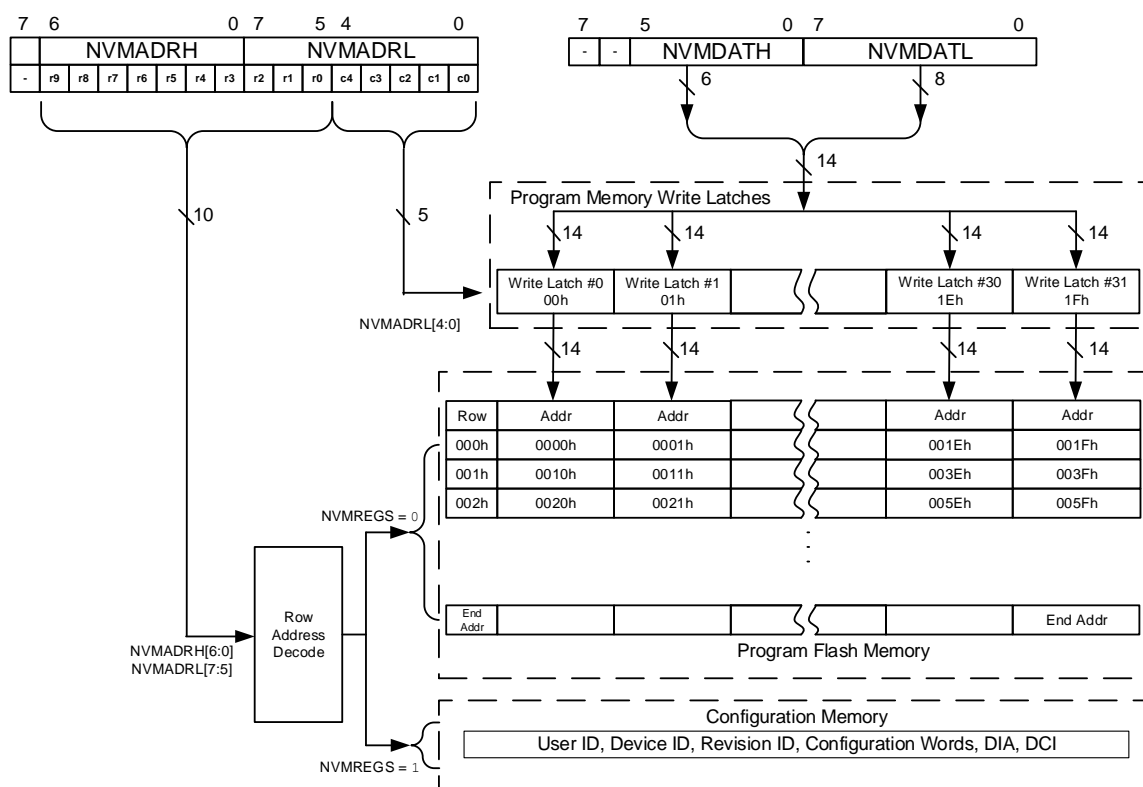 7 6 0 7 5 4 0
NVMADRH NVMADRL
- r9 r8 r7 r6 r5 r4 r3 r2 r1 r0 c4 c3 c2 c1 c0
7 5 0 7 0
- - NVMDATH NVMDATL
6 8
14
10 5
Program Memory Write Latches
14 14 14 14
Write Latch #0
00h
Write Latch #1
01h
Write Latch #30
1Eh
Write Latch #31
1Fh
NVMADRL[4:0]
14 14 14 14
Row Addr Addr Addr Addr
000h 0000h 0001h 001Eh 001Fh
001h 0010h 0011h 003Eh 003Fh
002h 0020h 0021h 005Eh 005Fh
NVMREGS = 0
Row
Address
Decode
End
Addr
End Addr
NVMADRH[6:0]
NVMADRL[7:5]
Program Flash Memory
Configuration Memory
User ID, Device ID, Revision ID, Configuration Words, DIA, DCI
NVMREGS = 1